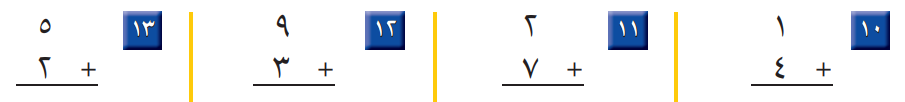 ١٠ ١ + ٤
١١ ٢ + ٧
١٢ ٩ + ٣
١٣ ٥ + ٢